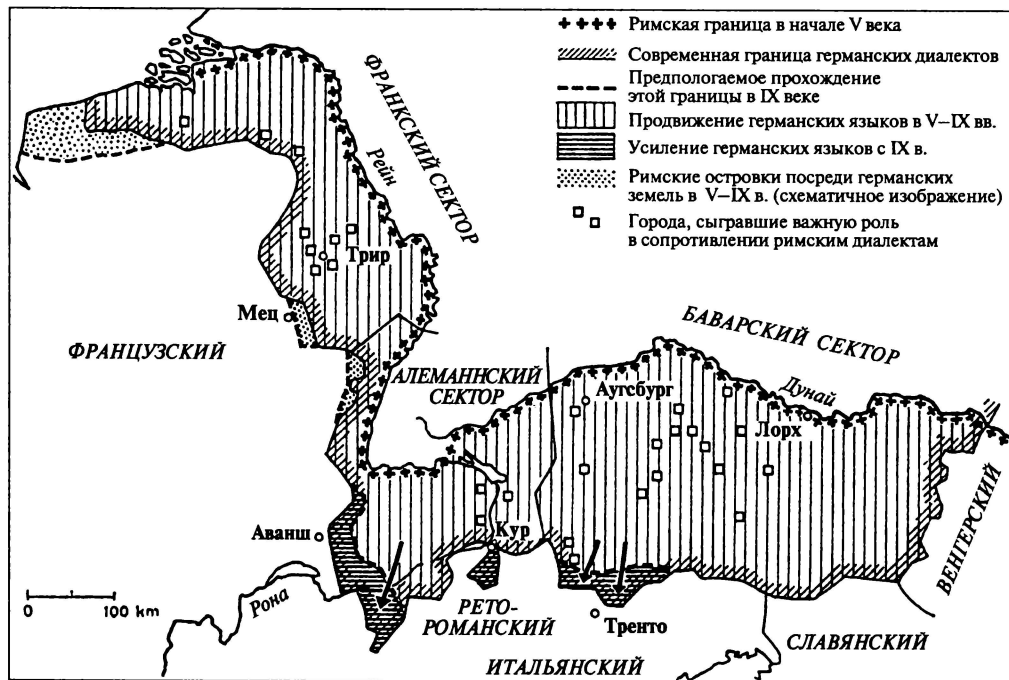 Римская граница в начале V века
Современная граница германских диалектов
Предпологаемое прохождение
этой границы в IX веке
Продвижение германских языков в V–IX вв.
Усиление германских языков с IX в.
Римские островки посреди германских
земель в V–IX в. (схематичное изображение)
Города, сыгравшие важную роль
в сопротивлении римским диалектам
ФРАНКСКИЙ СЕКТОР
Рейн
Трир
Мец
ФРАНЦУЗСКИЙ
АЛЕМАННСКИЙ
СЕКТОР
БАВАРСКИЙ СЕКТОР
Аугсбург
Дунай
Лорх
ВЕНГЕРСКИЙ
Аванш
Кур
0 100 km
Рона
РЕТО-
РОМАНСКИЙ
Тренто
СЛАВЯНСКИЙ
ИТАЛЬЯНСКИЙ